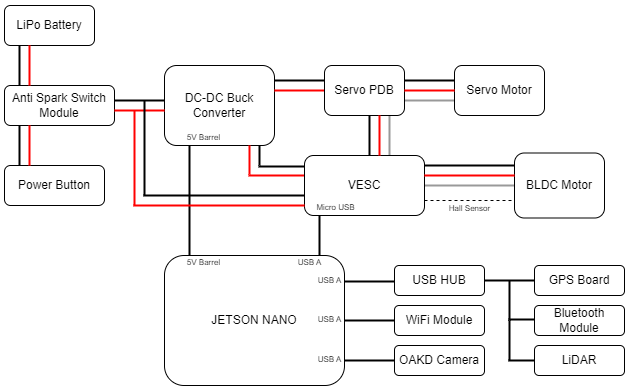 LiPo Battery
Anti Spark Switch
Module
Power Button
DC-DC Buck
Converter
5V Barrel
Servo PDB
Servo Motor
VESC
Micro USB
BLDC Motor
Hall Sensor
5V Barrel
USB A
JETSON NANO
USB A
USB A
USB A
USB HUB
WiFi Module
OAKD Camera
GPS Board
Bluetooth
Module
LiDAR